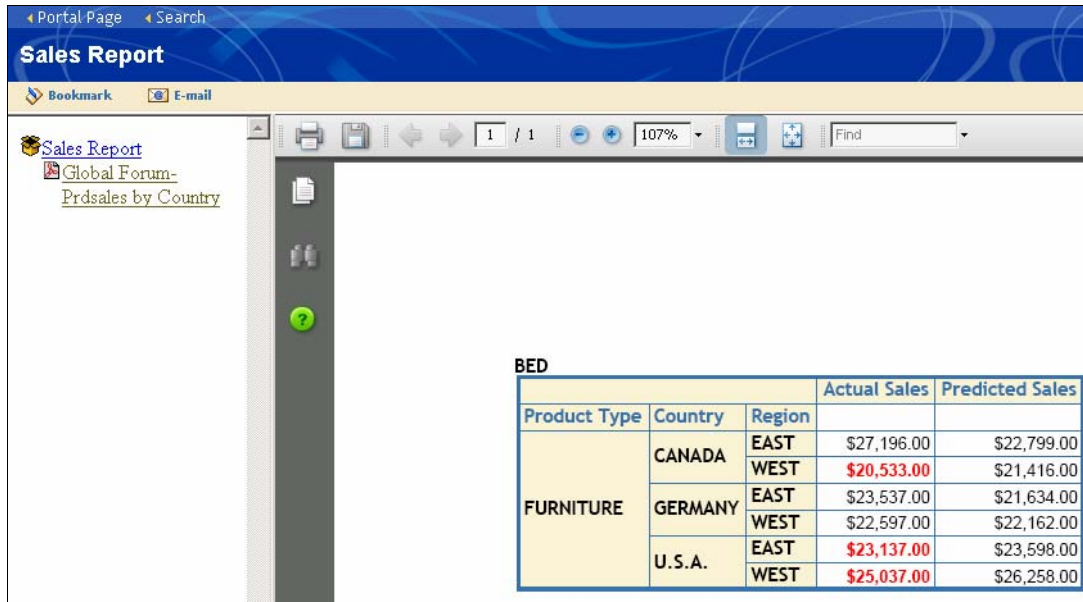 Portal Page Search
Sales Report
Bookmark E-mail
Sales Report
Global Forum-
Prdsales by Country
1 / 1 107% Find
?
BED
Actual Sales Predicted Sales
Product Type Country Region
FURNITURE
CANADA
EAST $27,196.00 $22,799.00
WEST $20,533.00 $21,416.00
GERMANY
EAST $23,537.00 $21,634.00
WEST $22,597.00 $22,162.00
U.S.A.
EAST $23,137.00 $23,598.00
WEST $25,037.00 $26,258.00